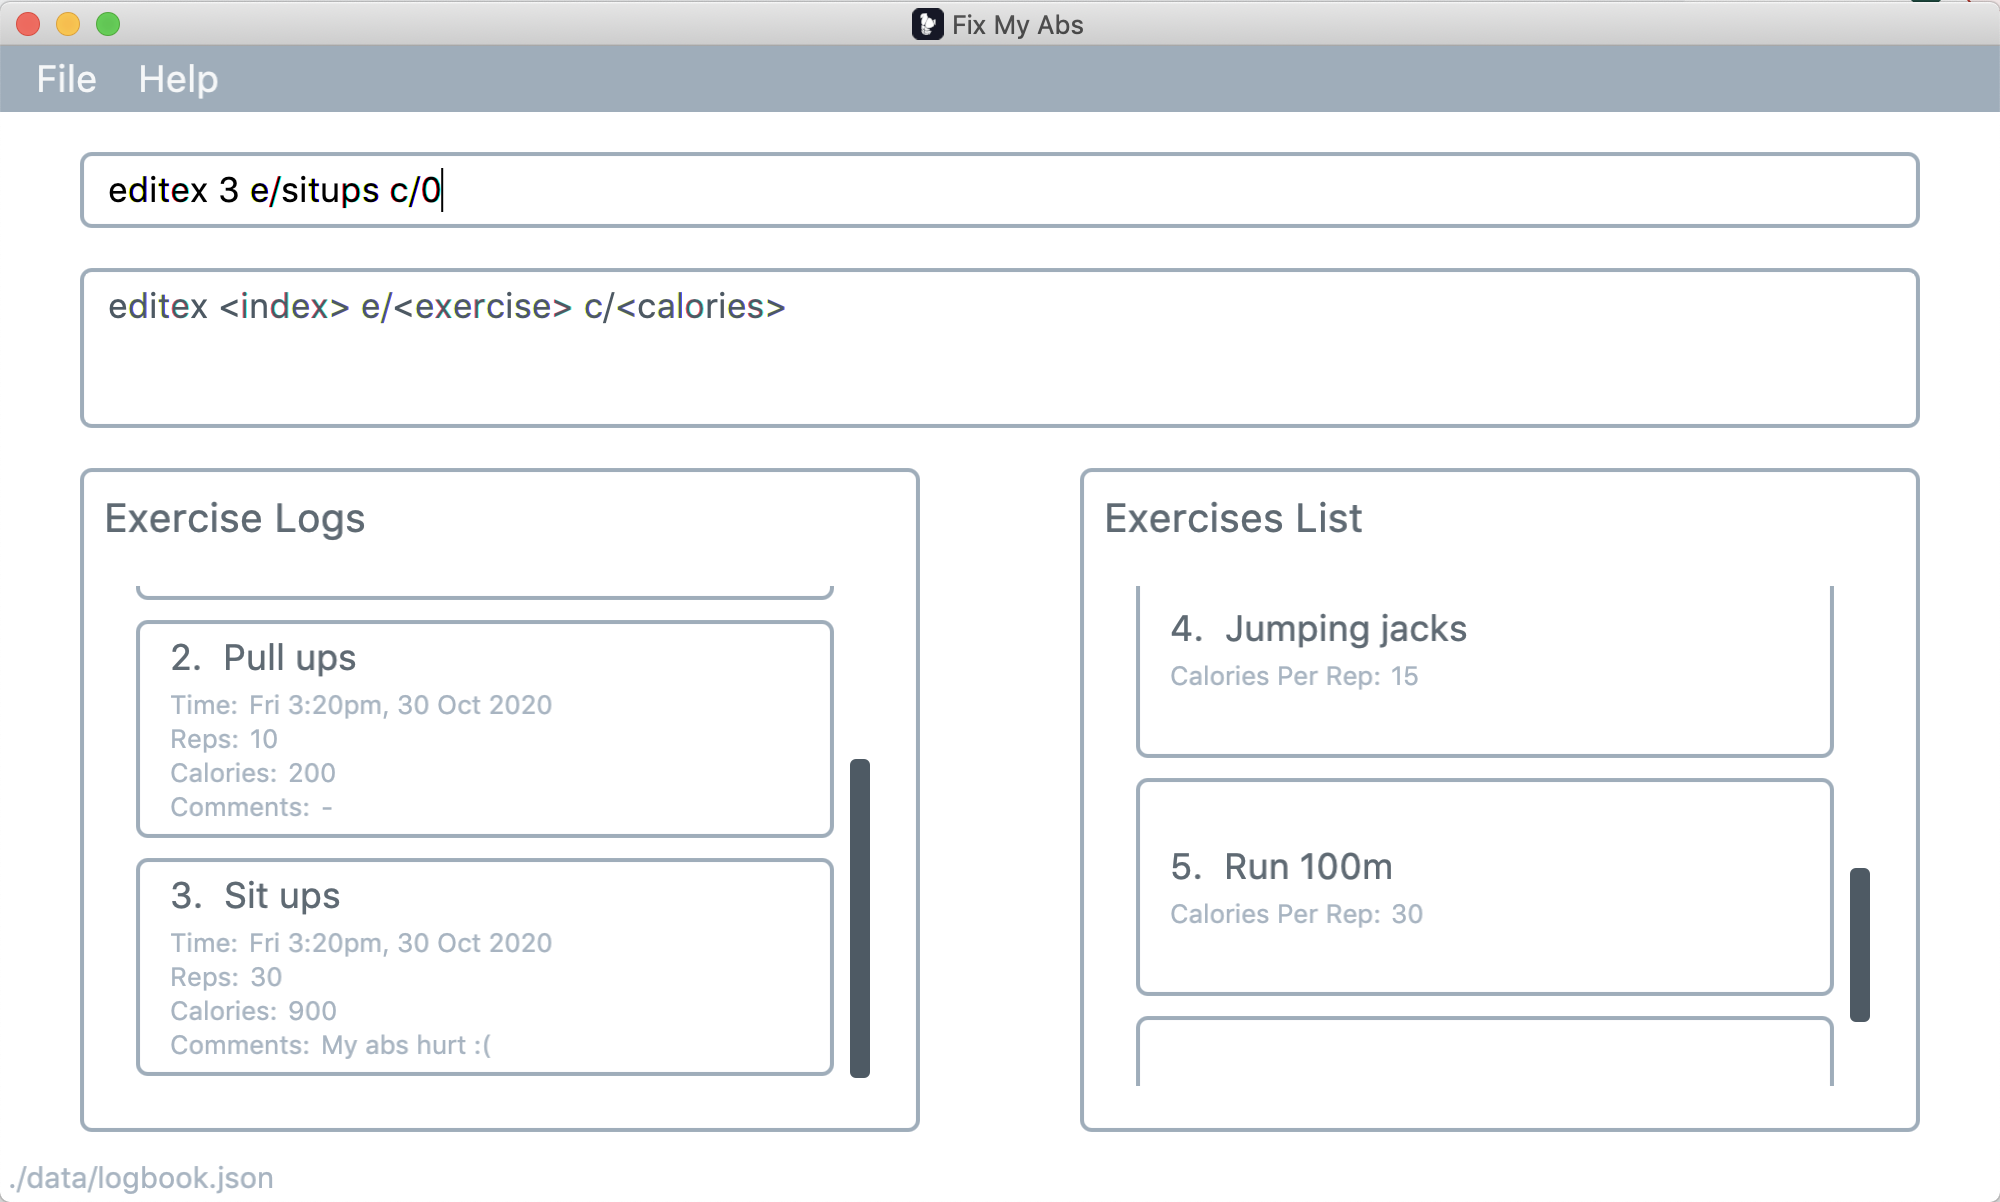 Fix My Abs
File Help
editex 3 e/situps c/0
editex <index> e/<exercise> c/<calories>
Exercise Logs
2. Pull ups
Time: Fri 3:20pm, 30 Oct 2020
Reps: 10
Calories: 200
Comments: -
3. Sit ups
Time: Fri 3:20pm, 30 Oct 2020
Reps: 30
Calories: 900
Comments: My abs hurt :(
Exercises List
4. Jumping jacks
Calories Per Rep: 15
5. Run 100m
Calories Per Rep: 30
./data/logbook.json